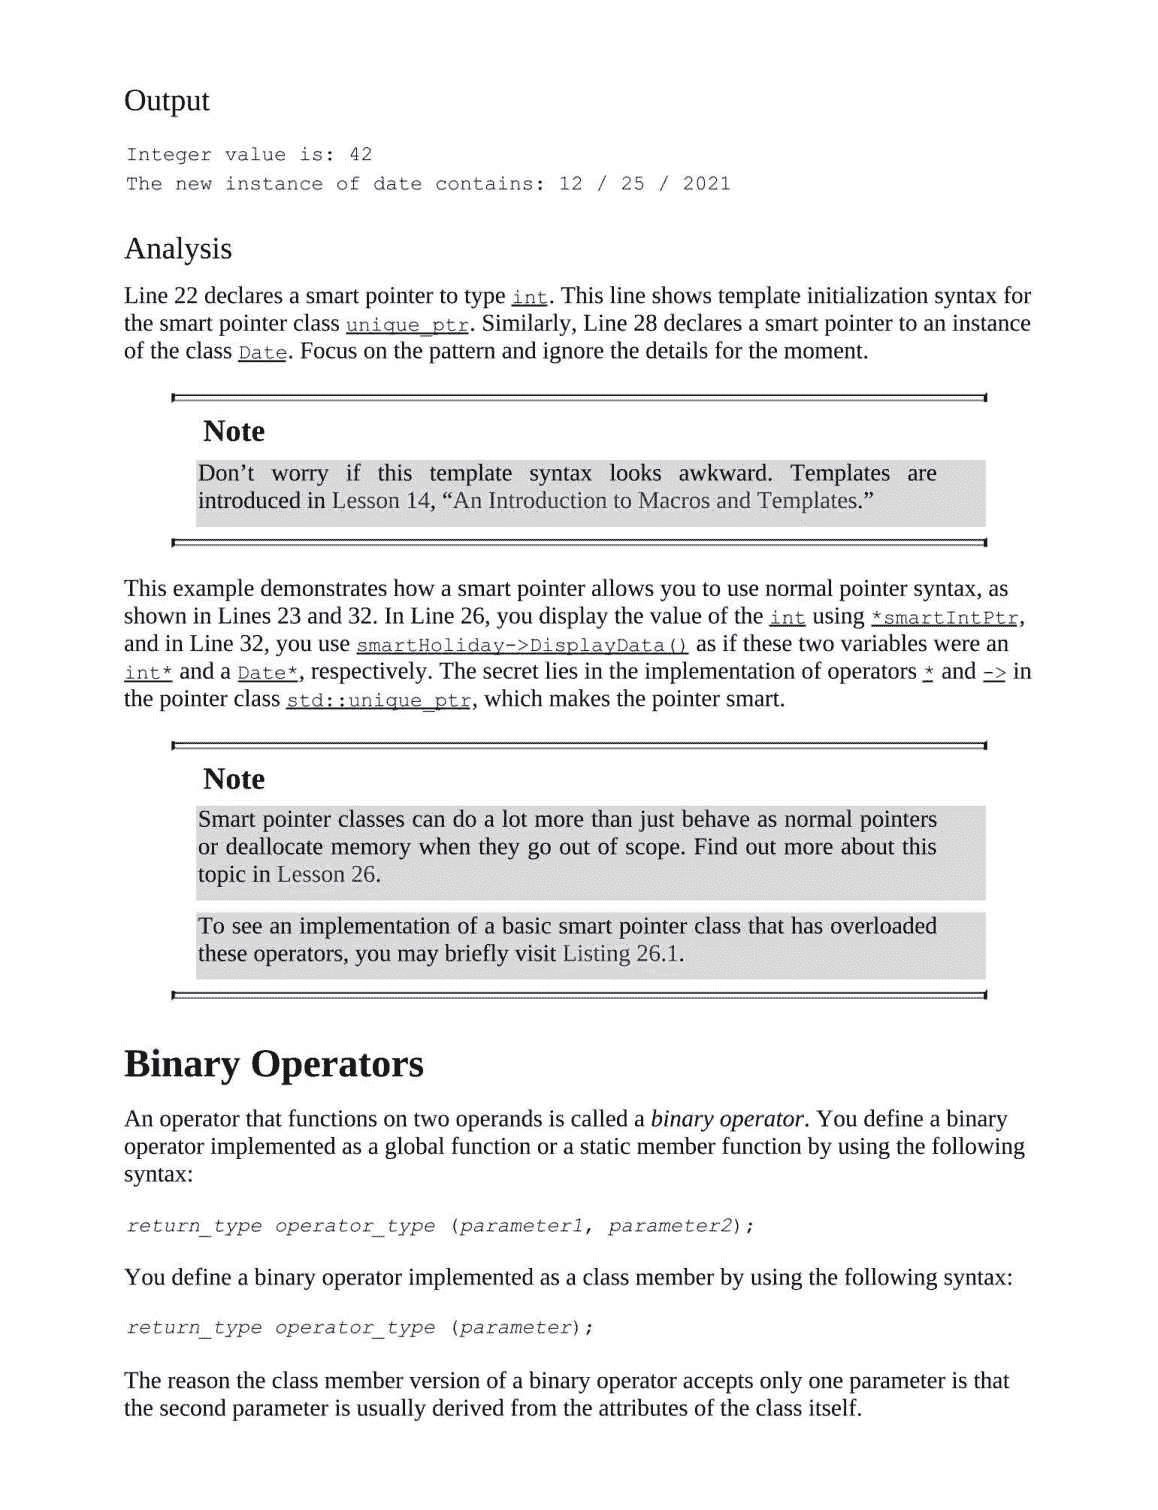 Output
Integer value is: 42
The new instance of date contains: 12 / 25 / 2021
Analysis
Line 22 declares a smart pointer to type int. This line shows template initialization syntax for
the smart pointer class unique_ptr. Similarly, Line 28 declares a smart pointer to an instance
of the class Date. Focus on the pattern and ignore the details for the moment.
Note
Don’t worry if this template syntax looks awkward. Templates are
introduced in Lesson 14, “An Introduction to Macros and Templates.”
This example demonstrates how a smart pointer allows you to use normal pointer syntax, as
shown in Lines 23 and 32. In Line 26, you display the value of the int using *smartIntPtr,
and in Line 32, you use smartHoliday->DisplayData() as if these two variables were an
int* and a Date*, respectively. The secret lies in the implementation of operators * and -> in
the pointer class std::unique_ptr, which makes the pointer smart.
Note
Smart pointer classes can do a lot more than just behave as normal pointers
or deallocate memory when they go out of scope. Find out more about this
topic in Lesson 26.
To see an implementation of a basic smart pointer class that has overloaded
these operators, you may briefly visit Listing 26.1.
Binary Operators
An operator that functions on two operands is called a binary operator. You define a binary
operator implemented as a global function or a static member function by using the following
syntax:
return_type operator_type (parameter1, parameter2);
You define a binary operator implemented as a class member by using the following syntax:
return_type operator_type (parameter);
The reason the class member version of a binary operator accepts only one parameter is that
the second parameter is usually derived from the attributes of the class itself.